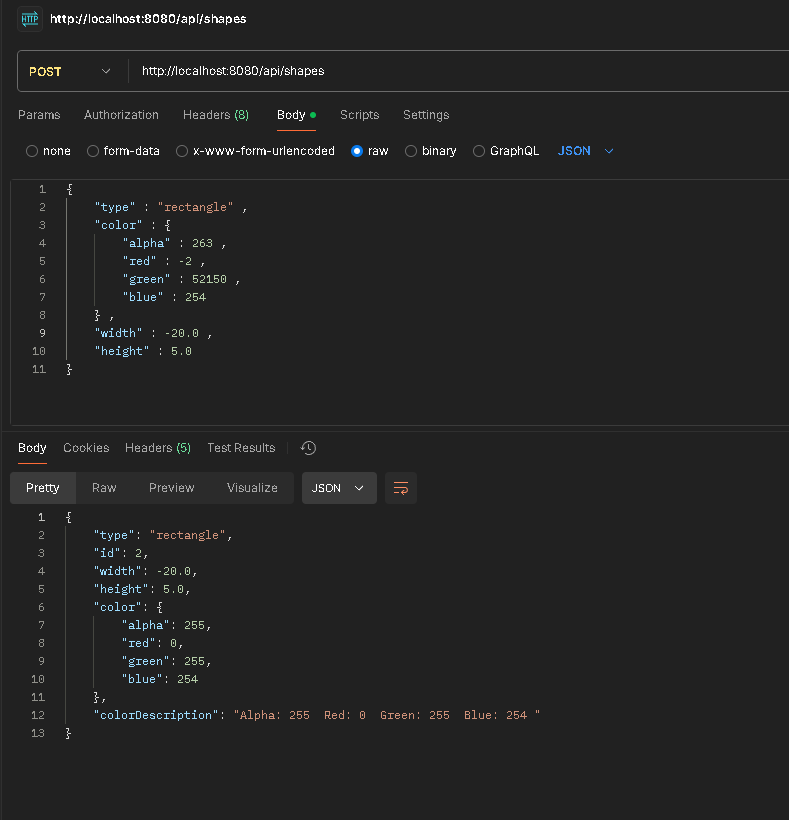 HTTP http://localhost:8080/api/shapes
POST http://localhost:8080/api/shapes
Params Authorization Headers (8) Body Scripts Settings
none form-data x-www-form-urlencoded raw binary GraphQL JSON
1 {
2 "type" : "rectangle" ,
3 "color" : {
4 "alpha" : 263 ,
5 "red" : -2 ,
6 "green" : 52150 ,
7 "blue" : 254
8 } ,
9 "width" : -20.0 ,
10 "height" : 5.0
11 }
Body Cookies Headers (5) Test Results
Pretty Raw Preview Visualize JSON
1 {
2 "type": "rectangle",
3 "id": 2,
4 "width": -20.0,
5 "height": 5.0,
6 "color": {
7 "alpha": 255,
8 "red": 0,
9 "green": 255,
10 "blue": 254
11 },
12 "colorDescription": "Alpha: 255  Red: 0  Green: 255  Blue: 254 "
13 }